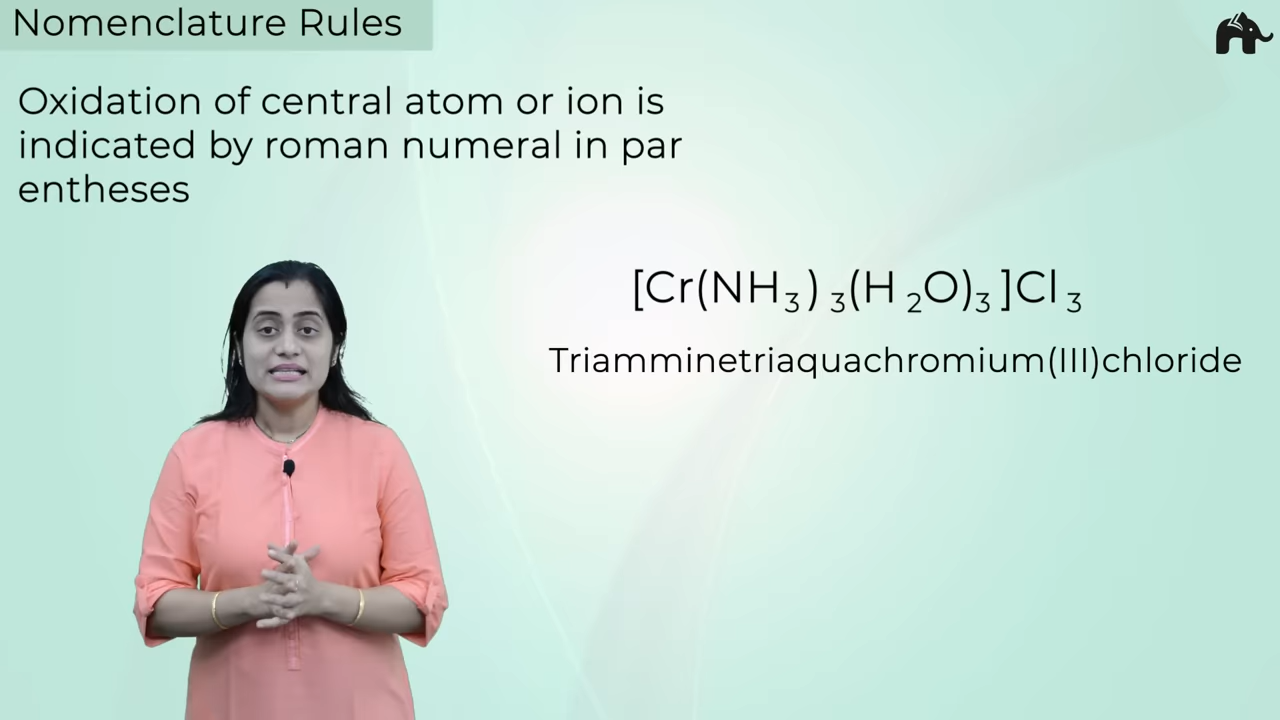 Nomenclature Rules
Oxidation of central atom or ion is
indicated by roman numeral in par
entheses
[Cr(NH₃)₃(H₂O)₃]Cl₃
Triamminetriaquachromium(III)chloride